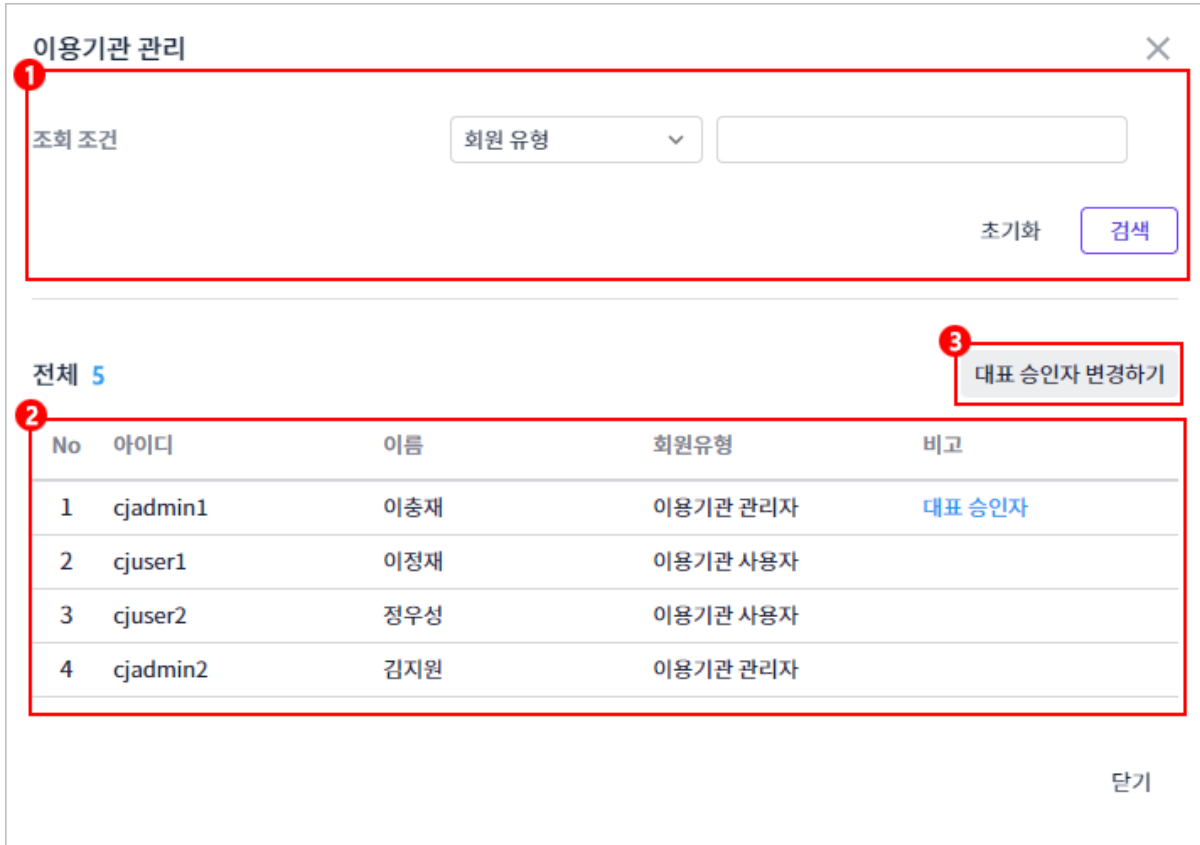 이용기관 관리
1
조회 조건 회원 유형
초기화 검색
3
전체 5 대표 승인자 변경하기
2
No 아이디 이름 회원유형 비고
1 cjadmin1 이충재 이용기관 관리자 대표 승인자
2 cjuser1 이정재 이용기관 사용자
3 cjuser2 정우성 이용기관 사용자
4 cjadmin2 김지원 이용기관 관리자
닫기